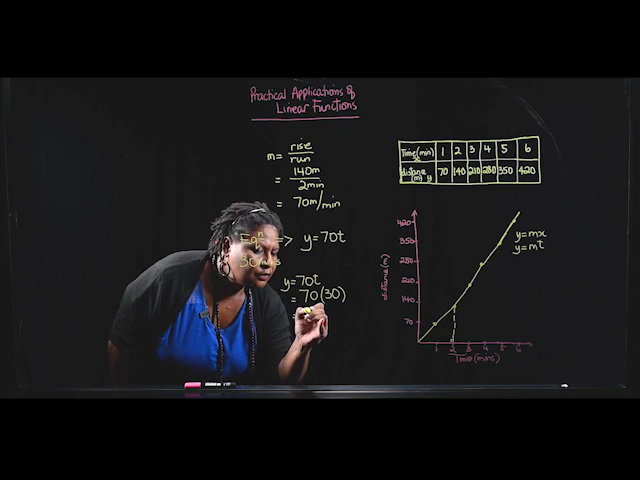 Practical Applications of
Linear Functions
m = rise
run
= 140m
2min
= 70m/min
Eqn => y = 70t
30
y = 70t
= 70 (30)
=
Time (min) 1 2 3 4 5 6
distance (m) y 70 140 210 280 350 420
420
350
280
210
140
70
distance (m)
y = mx
y = mt
1 2 3 4 5 6
Time (mins)